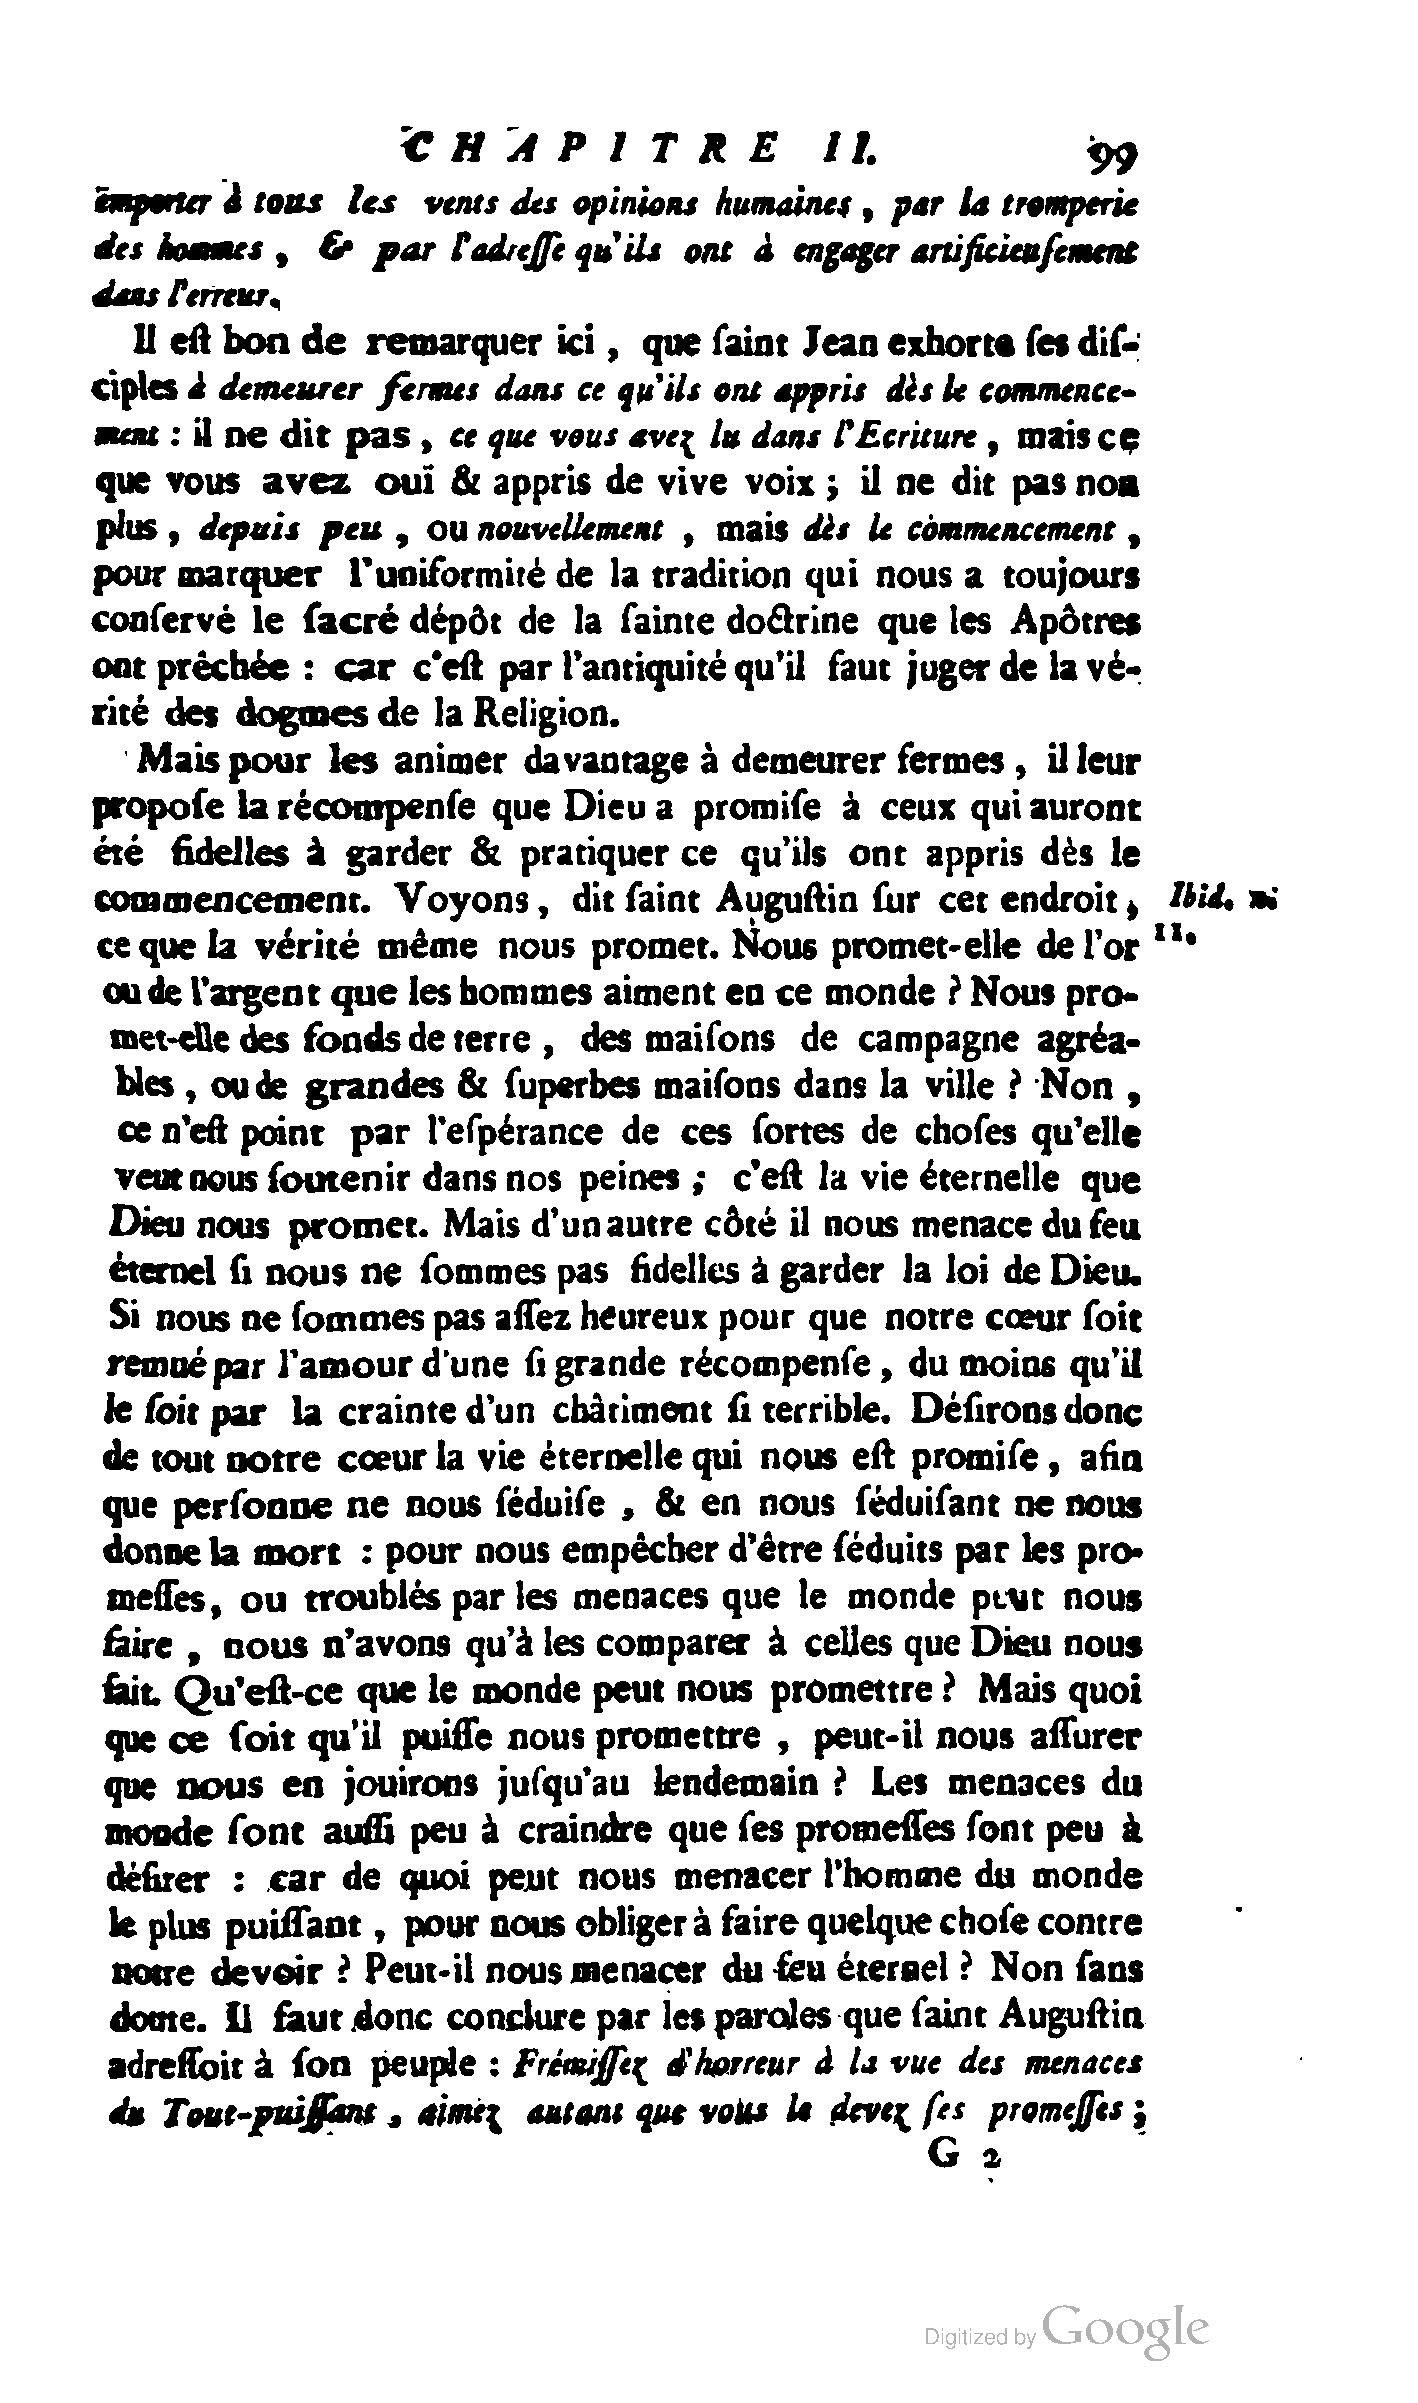 CHAPITRE II. 99
emporter à tous les vents des opinions humaines, par la tromperie
des hommes, & par l'adreſſe qu'ils ont à engager artificieuſement
dans l'erreur.
Il eſt bon de remarquer ici, que ſaint Jean exhorte ſes diſ-
ciples à demeurer fermes dans ce qu'ils ont appris dès le commence-
ment : il ne dit pas, ce que vous avez lu dans l'Ecriture, mais ce
que vous avez ouï & appris de vive voix ; il ne dit pas non
plus, depuis peu, ou nouvellement, mais dès le commencement,
pour marquer l'uniformité de la tradition qui nous a toujours
conſervé le ſacré dépôt de la ſainte doctrine que les Apôtres
ont prêchée : car c'eſt par l'antiquité qu'il faut juger de la vé-
rité des dogmes de la Religion.
Mais pour les animer davantage à demeurer fermes, il leur
propoſe la récompenſe que Dieu a promiſe à ceux qui auront
été fidelles à garder & pratiquer ce qu'ils ont appris dès le
commencement. Voyons, dit ſaint Auguſtin ſur cet endroit, Ibid. n.
ce que la vérité même nous promet. Nous promet-elle de l'or 11.
ou de l'argent que les hommes aiment en ce monde ? Nous pro-
met-elle des fonds de terre, des maiſons de campagne agréa-
bles, ou de grandes & ſuperbes maiſons dans la ville ? Non,
ce n'eſt point par l'eſpérance de ces ſortes de choſes qu'elle
veut nous ſoutenir dans nos peines ; c'eſt la vie éternelle que
Dieu nous promet. Mais d'un autre côté il nous menace du feu
éternel ſi nous ne ſommes pas fidelles à garder la loi de Dieu.
Si nous ne ſommes pas aſſez heureux pour que notre cœur ſoit
remué par l'amour d'une ſi grande récompenſe, du moins qu'il
le ſoit par la crainte d'un châtiment ſi terrible. Déſirons donc
de tout notre cœur la vie éternelle qui nous eſt promiſe, afin
que perſonne ne nous ſéduiſe, & en nous ſéduiſant ne nous
donne la mort : pour nous empêcher d'être ſéduits par les pro-
meſſes, ou troublés par les menaces que le monde peut nous
faire, nous n'avons qu'à les comparer à celles que Dieu nous
fait. Qu'eſt-ce que le monde peut nous promettre ? Mais quoi
que ce ſoit qu'il puiſſe nous promettre, peut-il nous aſſurer
que nous en jouirons juſqu'au lendemain ? Les menaces du
monde ſont auſſi peu à craindre que ſes promeſſes ſont peu à
déſirer : car de quoi peut nous menacer l'homme du monde
le plus puiſſant, pour nous obliger à faire quelque choſe contre
notre devoir ? Peut-il nous menacer du feu éternel ? Non ſans
doute. Il faut donc conclure par les paroles que ſaint Auguſtin
adreſſoit à ſon peuple : Frémiſſez d'horreur à la vue des menaces
du Tout-puiſſant, aimez autant que vous le devez ſes promeſſes ;
G 2
Digitized by Google